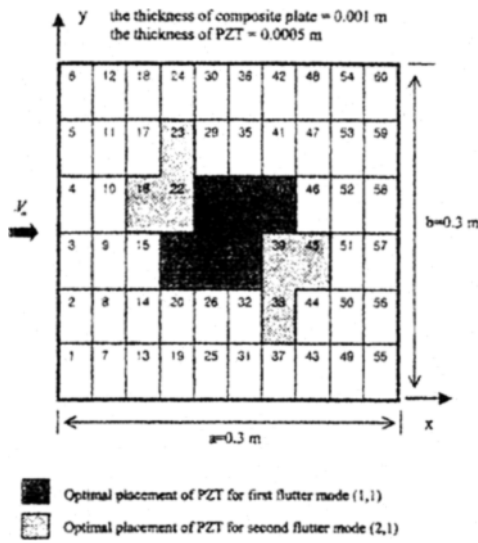 y the thickness of composite plate = 0.001 m
the thickness of PZT = 0.0005 m
6 12 18 24 30 36 42 48 54 60
5 11 17 23 29 35 41 47 53 59
4 10 16 22 46 52 58
3 9 15 39 45 51 57
2 8 14 20 26 32 38 44 50 56
1 7 13 19 25 31 37 43 49 55
b=0.3 m
x
a=0.3 m
Optimal placement of PZT for first flutter mode (1,1)
Optimal placement of PZT for second flutter mode (2,1)